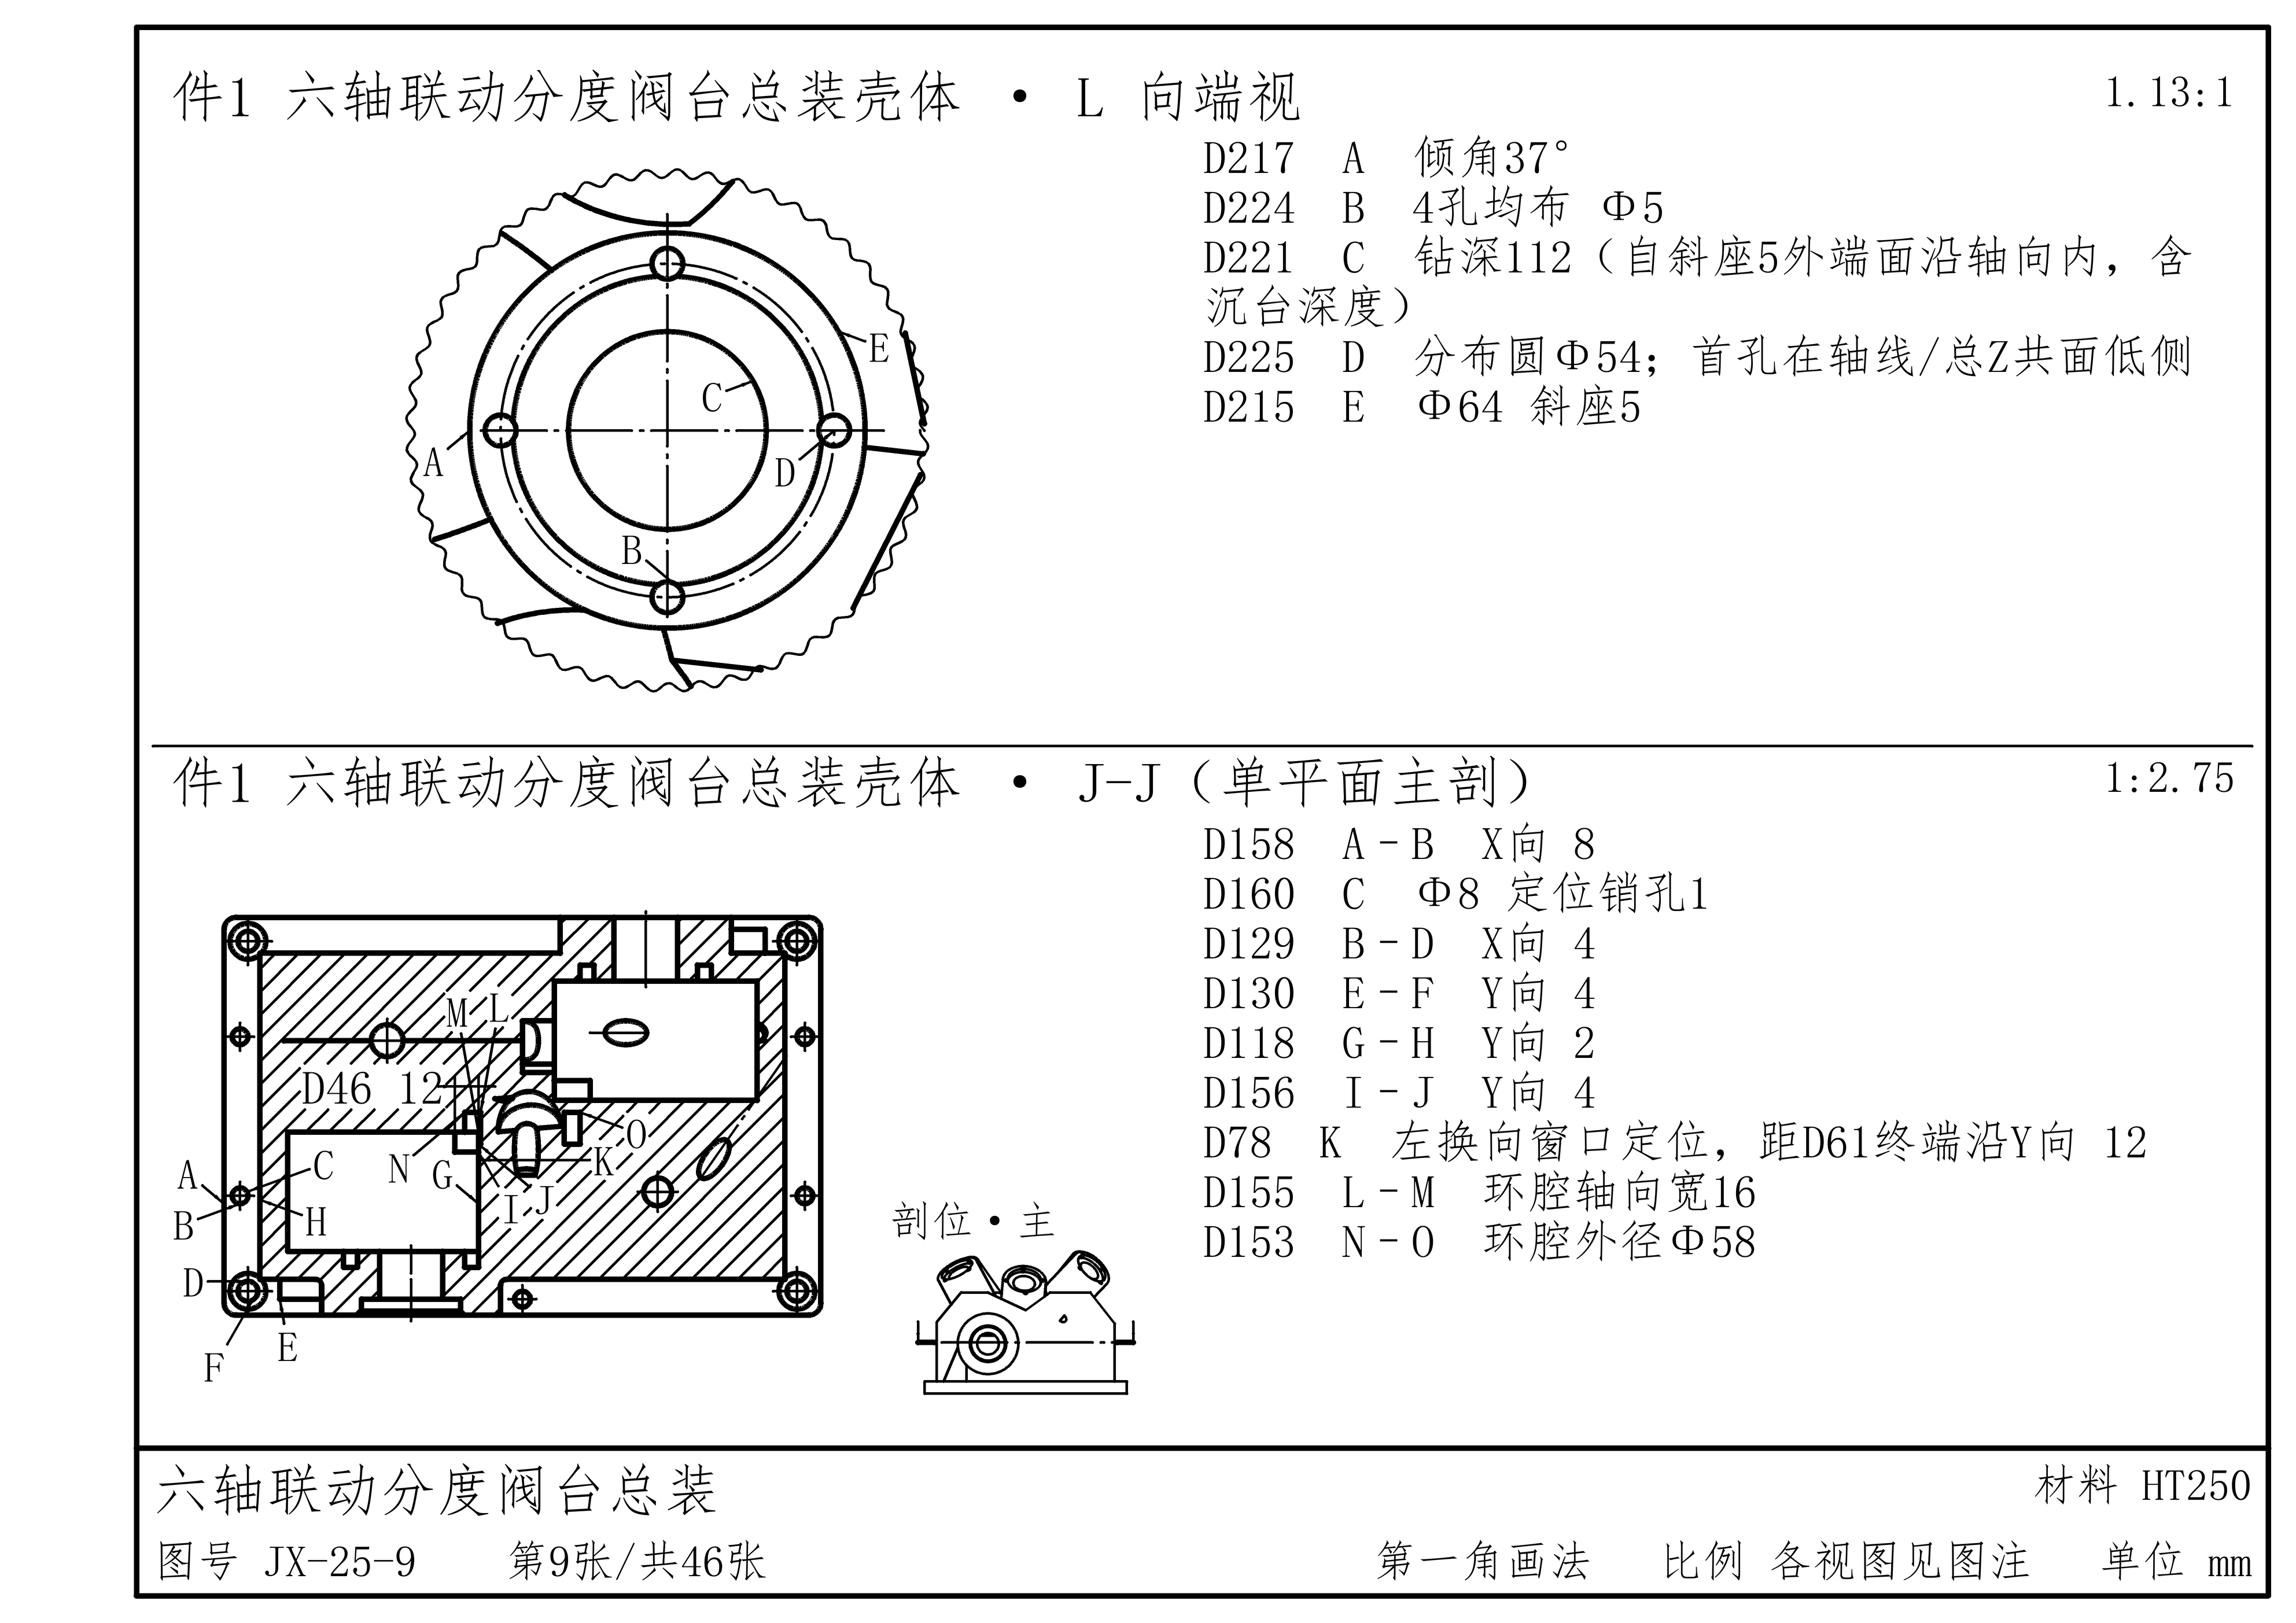 件1 六轴联动分度阀台总装壳体 · L 向端视 1.13:1
D217 A 倾角37°
D224 B 4孔均布 Φ5
D221 C 钻深112（自斜座5外端面沿轴向内，含
沉台深度）
D225 D 分布圆Φ54；首孔在轴线/总Z共面低侧
D215 E Φ64 斜座5
E
C
A
D
B
件1 六轴联动分度阀台总装壳体 · J-J（单平面主剖） 1:2.75
D158 A-B X向 8
D160 C Φ8 定位销孔1
D129 B-D X向 4
D130 E-F Y向 4
D118 G-H Y向 2
D156 I-J Y向 4
D78 K 左换向窗口定位，距D61终端沿Y向 12
D155 L-M 环腔轴向宽16
D153 N-O 环腔外径Φ58
M L
D46 12
O
A C N G K
B H I J
D
E
F
剖位·主
六轴联动分度阀台总装 材料 HT250
图号 JX-25-9 第9张/共46张 第一角画法 比例 各视图见图注 单位 mm